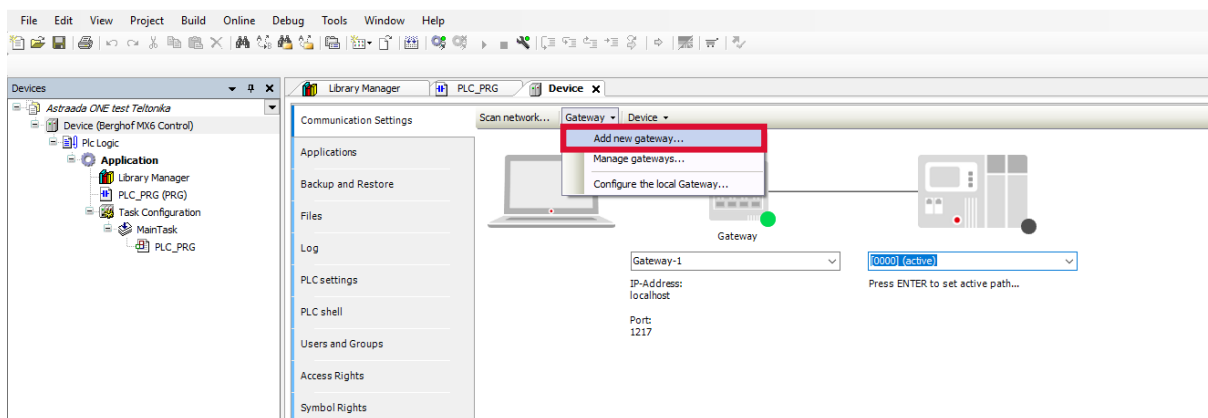 File Edit View Project Build Online Debug Tools Window Help
Devices
Library Manager PLC_PRG Device
Astraada ONE test Teltonika
Device (Berghof MX6 Control)
Plc Logic
Application
Library Manager
PLC_PRG (PRG)
Task Configuration
MainTask
PLC_PRG
Communication Settings
Applications
Backup and Restore
Files
Log
PLC settings
PLC shell
Users and Groups
Access Rights
Symbol Rights
Scan network... Gateway Device
Add new gateway...
Manage gateways...
Configure the local Gateway...
Gateway
Gateway-1
IP-Address:
localhost
Port:
1217
[0000] (active)
Press ENTER to set active path...